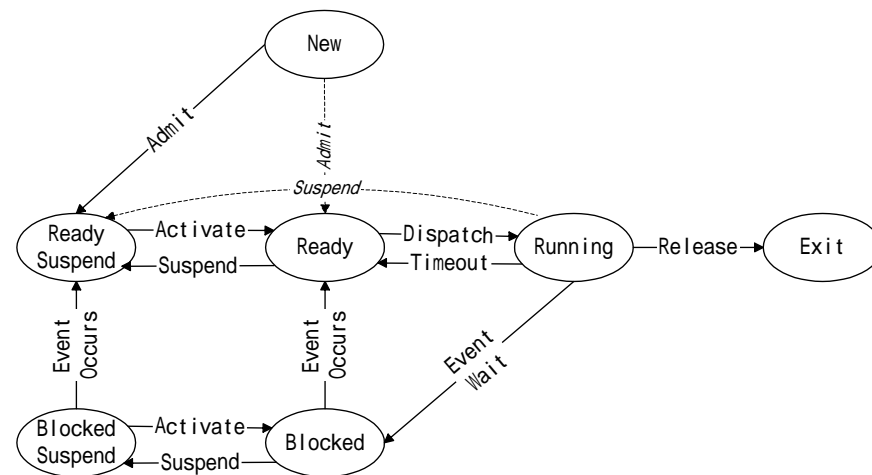 New
Admit
Admit
Suspend
Ready
Suspend
Activate
Suspend
Ready
Dispatch
Timeout
Running
Release
Exit
Event
Occurs
Event
Occurs
Event
Wait
Blocked
Suspend
Activate
Suspend
Blocked